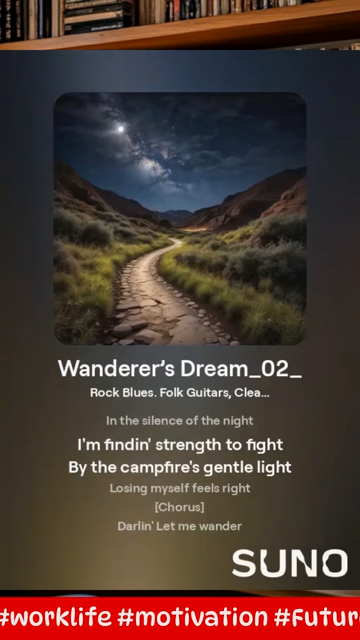 Wanderer's Dream_02_
Rock Blues. Folk Guitars, Clea...
In the silence of the night
I'm findin' strength to fight
By the campfire's gentle light
Losing myself feels right
[Chorus]
Darlin' Let me wander
SUNO
#worklife #motivation #Futur